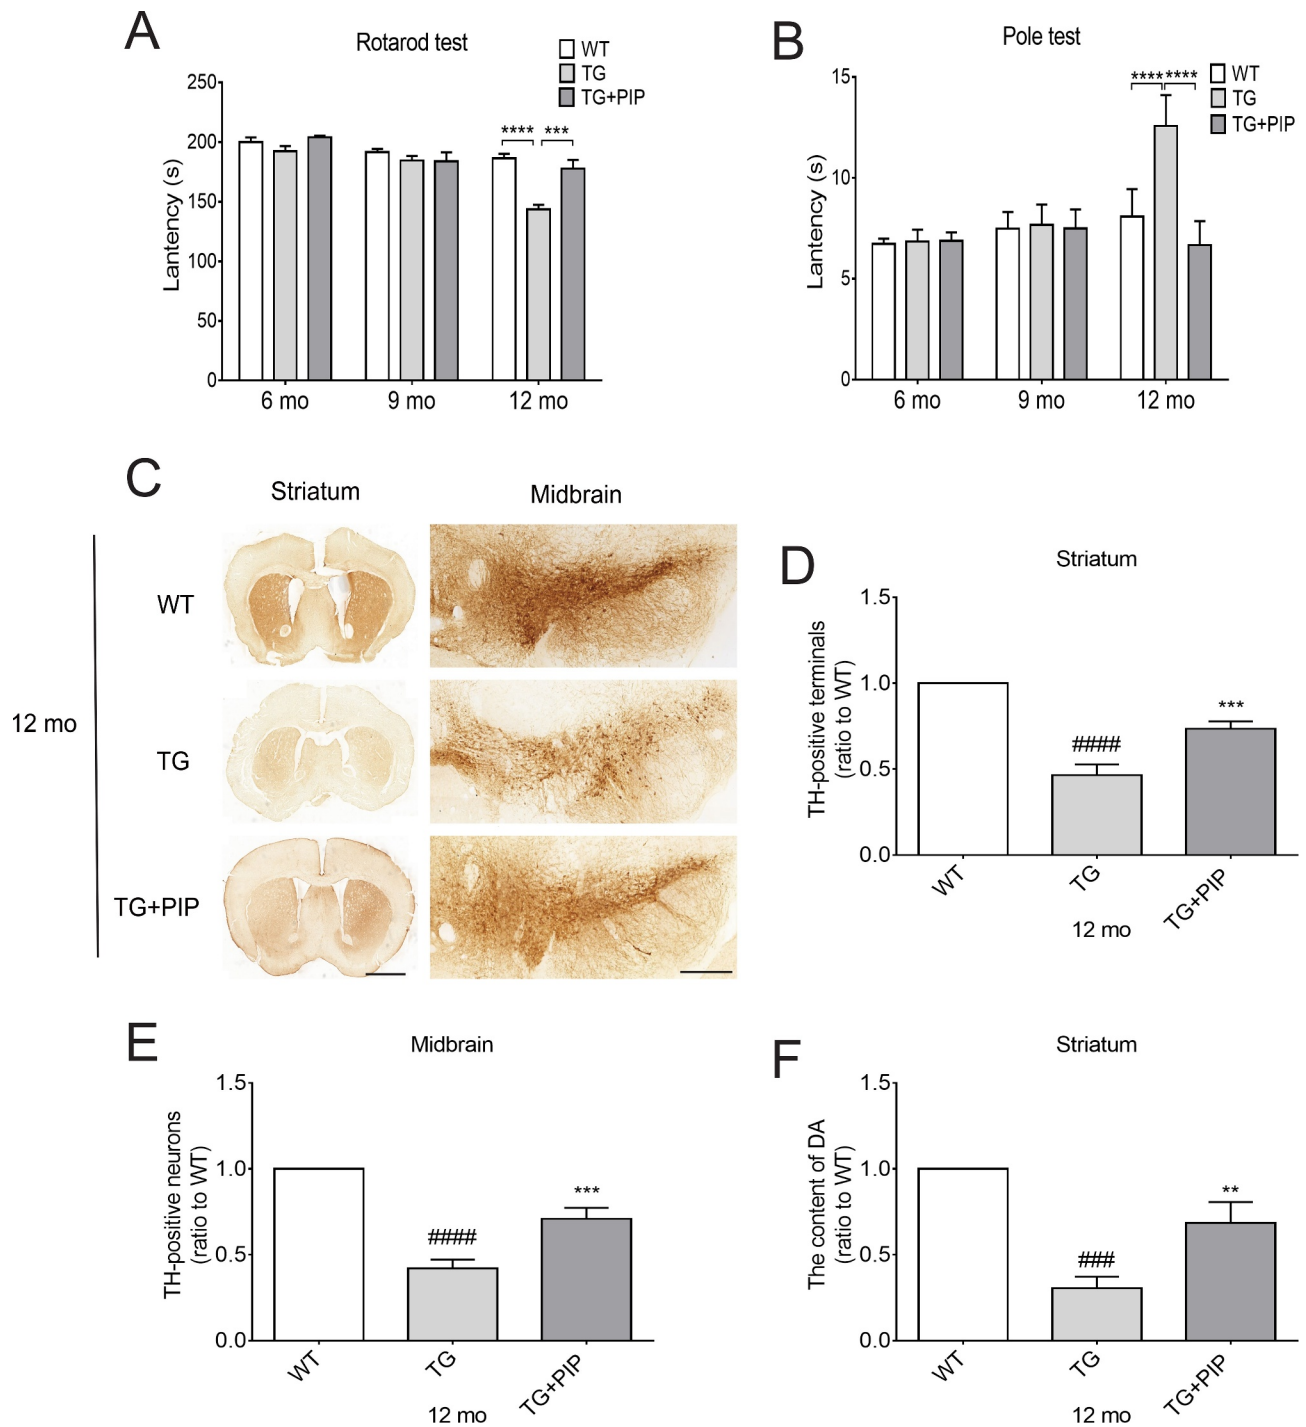 A
Rotarod test
WT
TG
TG+PIP
Lantency (s)
250
200
150
100
50
0
**** ***
6 mo 9 mo 12 mo
B
Pole test
WT
TG
TG+PIP
Lantency (s)
15
10
5
0
********
6 mo 9 mo 12 mo
C
Striatum Midbrain
12 mo
WT
TG
TG+PIP
D
Striatum
TH-positive terminals
(ratio to WT)
1.5
1.0
0.5
0.0
####
***
WT TG TG+PIP
12 mo
E
Midbrain
TH-positive neurons
(ratio to WT)
1.5
1.0
0.5
0.0
####
***
WT TG TG+PIP
12 mo
F
Striatum
The content of DA
(ratio to WT)
1.5
1.0
0.5
0.0
###
**
WT TG TG+PIP
12 mo